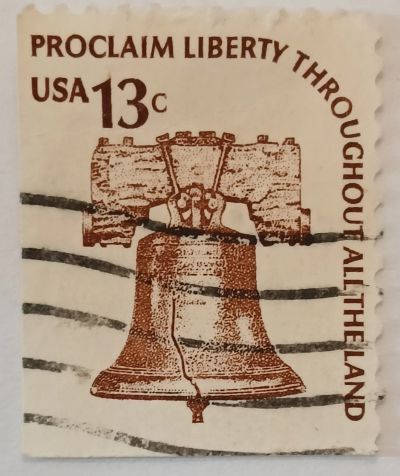 PROCLAIM LIBERTY THROUGHOUT ALL THE LAND
USA 13c